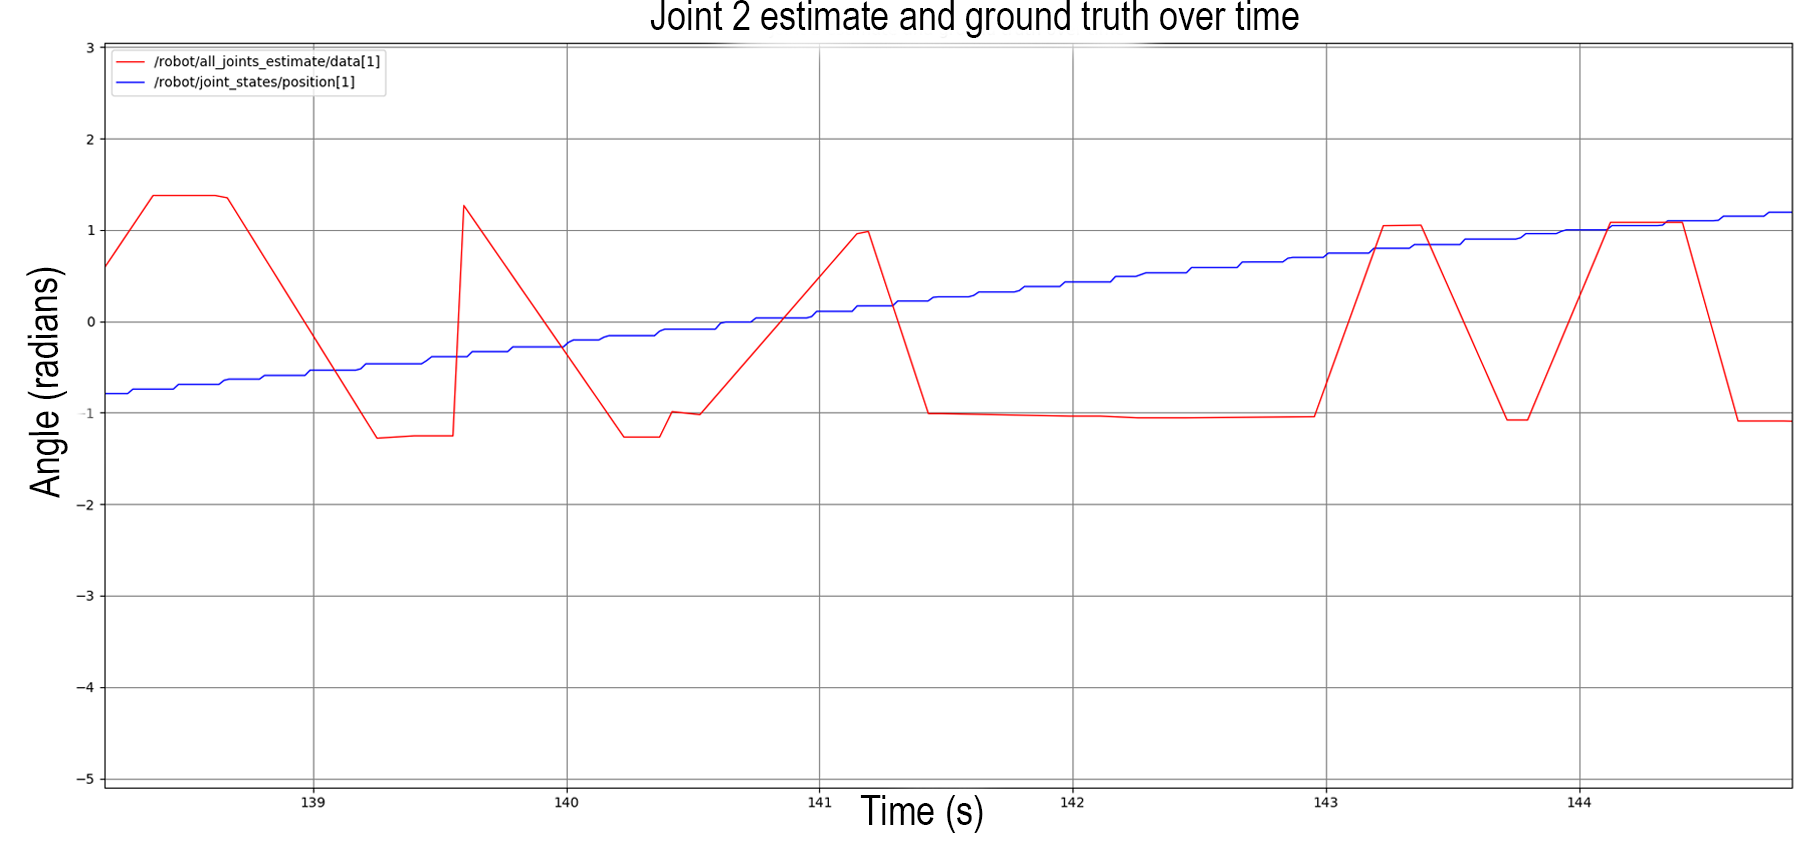 Joint 2 estimate and ground truth over time
/robot/all_joints_estimate/data[1]
/robot/joint_states/position[1]
3
2
1
0
−1
−2
−3
−4
−5
Angle (radians)
139 140 141 142 143 144
Time (s)